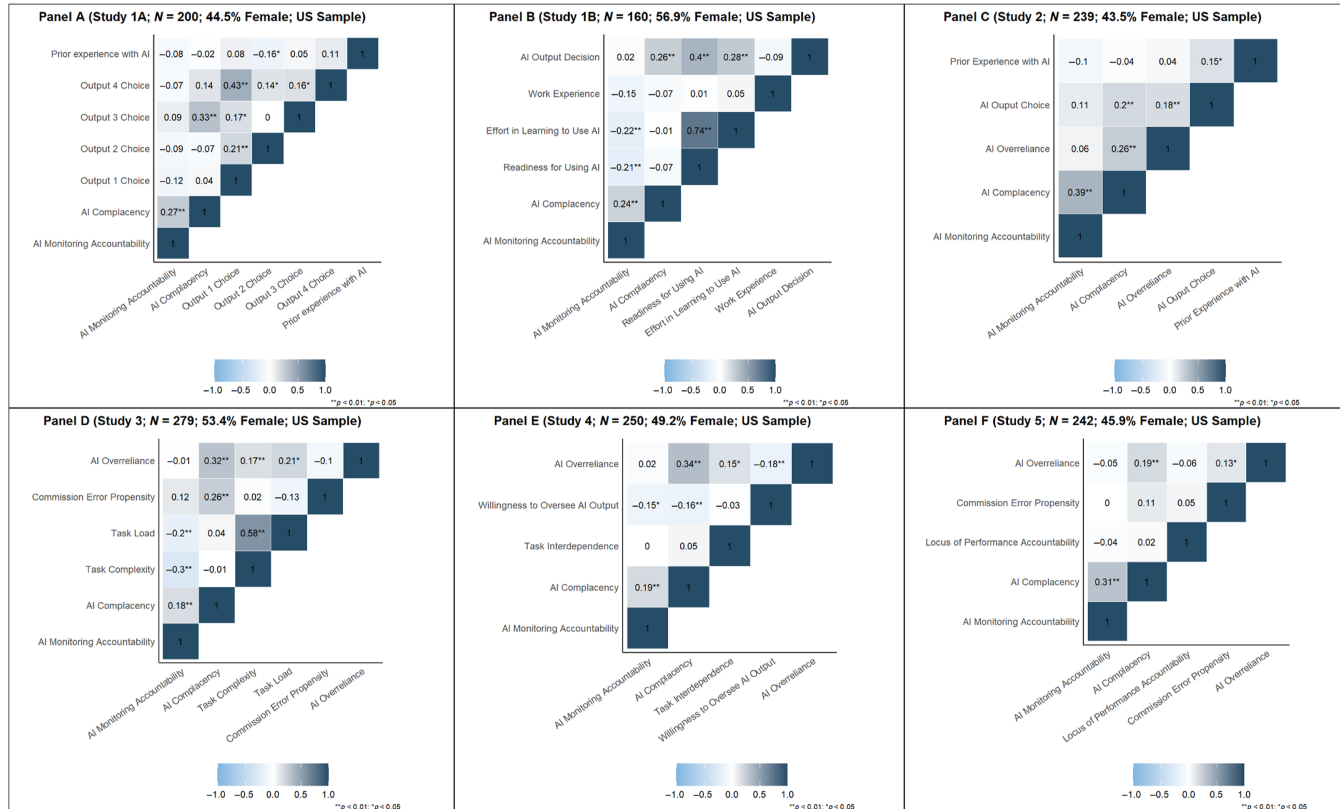 Panel A (Study 1A; N = 200; 44.5% Female; US Sample)
Prior experience with AI −0.08 −0.02 0.08 −0.16* 0.05 0.11 1
Output 4 Choice −0.07 0.14 0.43** 0.14* 0.16* 1
Output 3 Choice 0.09 0.33** 0.17* 0 1
Output 2 Choice −0.09 −0.07 0.21** 1
Output 1 Choice −0.12 0.04 1
AI Complacency 0.27** 1
AI Monitoring Accountability 1
AI Monitoring Accountability
AI Complacency
Output 1 Choice
Output 2 Choice
Output 3 Choice
Output 4 Choice
Prior experience with AI
−1.0 −0.5 0.0 0.5 1.0
**p < 0.01; *p < 0.05
Panel B (Study 1B; N = 160; 56.9% Female; US Sample)
AI Output Decision 0.02 0.26** 0.4** 0.28** −0.09 1
Work Experience −0.15 −0.07 0.01 0.05 1
Effort in Learning to Use AI −0.22** −0.01 0.74** 1
Readiness for Using AI −0.21** −0.07 1
AI Complacency 0.24** 1
AI Monitoring Accountability 1
AI Monitoring Accountability
AI Complacency
Readiness for Using AI
Effort in Learning to Use AI
Work Experience
AI Output Decision
−1.0 −0.5 0.0 0.5 1.0
**p < 0.01; *p < 0.05
Panel C (Study 2; N = 239; 43.5% Female; US Sample)
Prior Experience with AI −0.1 −0.04 0.04 0.15* 1
AI Ouput Choice 0.11 0.2** 0.18** 1
AI Overreliance 0.06 0.26** 1
AI Complacency 0.39** 1
AI Monitoring Accountability 1
AI Monitoring Accountability
AI Complacency
AI Overreliance
AI Ouput Choice
Prior Experience with AI
−1.0 −0.5 0.0 0.5 1.0
**p < 0.01; *p < 0.05
Panel D (Study 3; N = 279; 53.4% Female; US Sample)
AI Overreliance −0.01 0.32** 0.17** 0.21* −0.1 1
Commission Error Propensity 0.12 0.26** 0.02 −0.13 1
Task Load −0.2** 0.04 0.58** 1
Task Complexity −0.3** −0.01 1
AI Complacency 0.18** 1
AI Monitoring Accountability 1
AI Monitoring Accountability
AI Complacency
Task Complexity
Task Load
Commission Error Propensity
AI Overreliance
−1.0 −0.5 0.0 0.5 1.0
**p < 0.01; *p < 0.05
Panel E (Study 4; N = 250; 49.2% Female; US Sample)
AI Overreliance 0.02 0.34** 0.15* −0.18** 1
Willingness to Oversee AI Output −0.15* −0.16** −0.03 1
Task Interdependence 0 0.05 1
AI Complacency 0.19** 1
AI Monitoring Accountability 1
AI Monitoring Accountability
AI Complacency
Task Interdependence
Willingness to Oversee AI Output
AI Overreliance
−1.0 −0.5 0.0 0.5 1.0
**p < 0.01; *p < 0.05
Panel F (Study 5; N = 242; 45.9% Female; US Sample)
AI Overreliance −0.05 0.19** −0.06 0.13* 1
Commission Error Propensity 0 0.11 0.05 1
Locus of Performance Accountability −0.04 0.02 1
AI Complacency 0.31** 1
AI Monitoring Accountability 1
AI Monitoring Accountability
AI Complacency
Locus of Performance Accountability
Commission Error Propensity
AI Overreliance
−1.0 −0.5 0.0 0.5 1.0
**p < 0.01; *p < 0.05